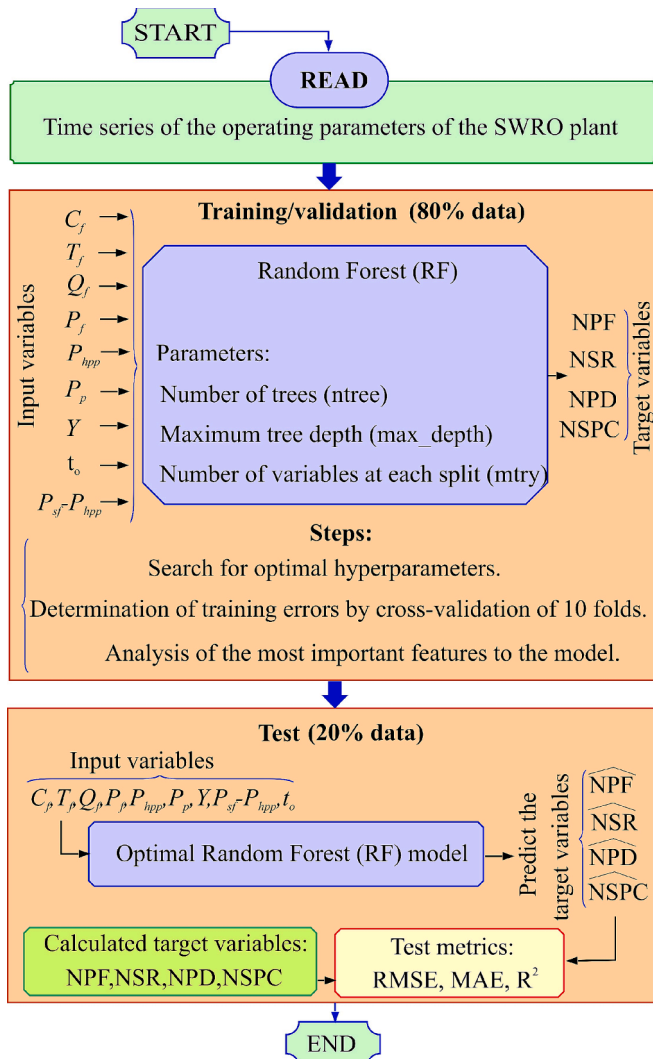 START
READ
Time series of the operating parameters of the SWRO plant
Training/validation (80% data)
Input variables
C_f
T_f
Q_f
P_f
P_hpp
P_p
Y
t_o
P_sf-P_hpp
Random Forest (RF)
Parameters:
Number of trees (ntree)
Maximum tree depth (max_depth)
Number of variables at each split (mtry)
NPF
NSR
NPD
NSPC
Target variables
Steps:
Search for optimal hyperparameters.
Determination of training errors by cross-validation of 10 folds.
Analysis of the most important features to the model.
Test (20% data)
Input variables
C_f,T_f,Q_f,P_f,P_hpp,P_p,Y,P_sf-P_hpp,t_o
Optimal Random Forest (RF) model
Predict the
target variables
N͡PF
N͡SR
N͡PD
N͡SPC
Calculated target variables:
NPF,NSR,NPD,NSPC
Test metrics:
RMSE, MAE, R²
END